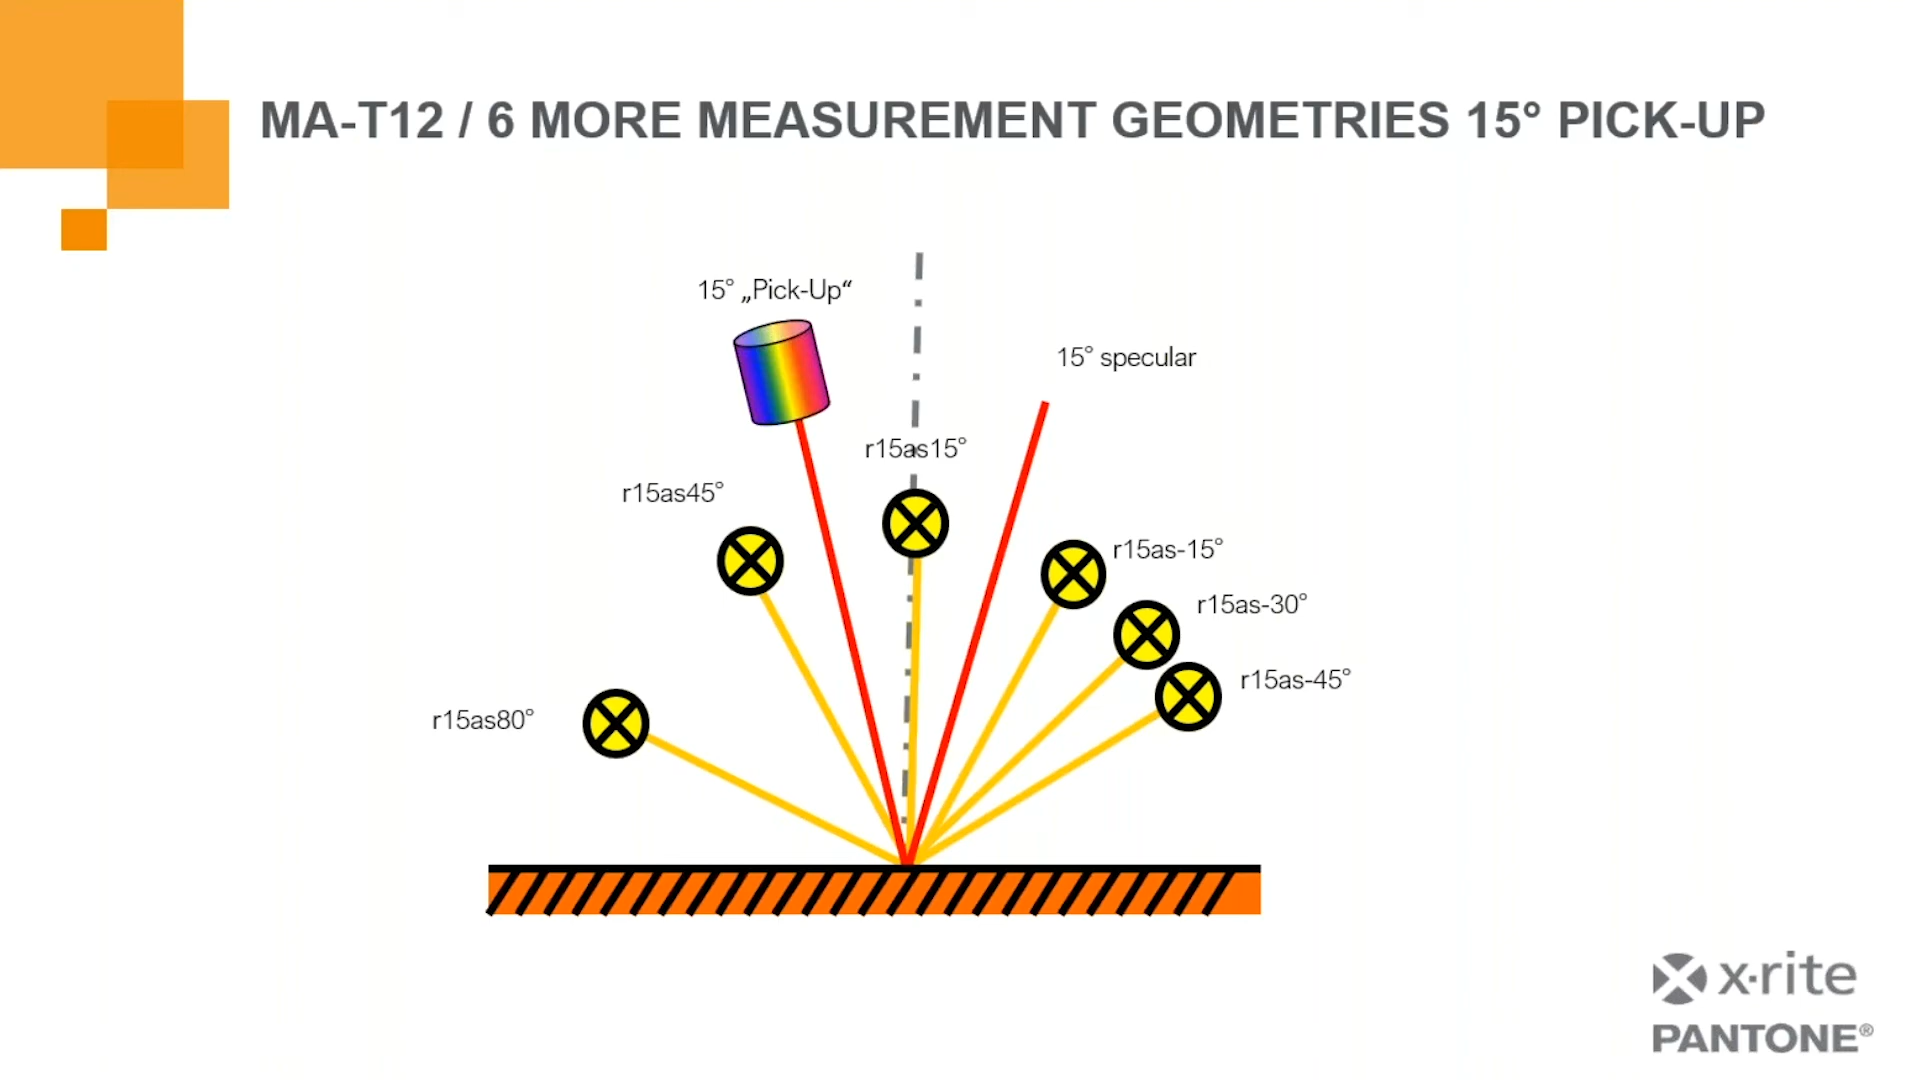 MA-T12 / 6 MORE MEASUREMENT GEOMETRIES 15° PICK-UP
15° „Pick-Up“
15° specular
r15as15°
r15as45°
r15as-15°
r15as-30°
r15as-45°
r15as80°
x·rite
PANTONE®